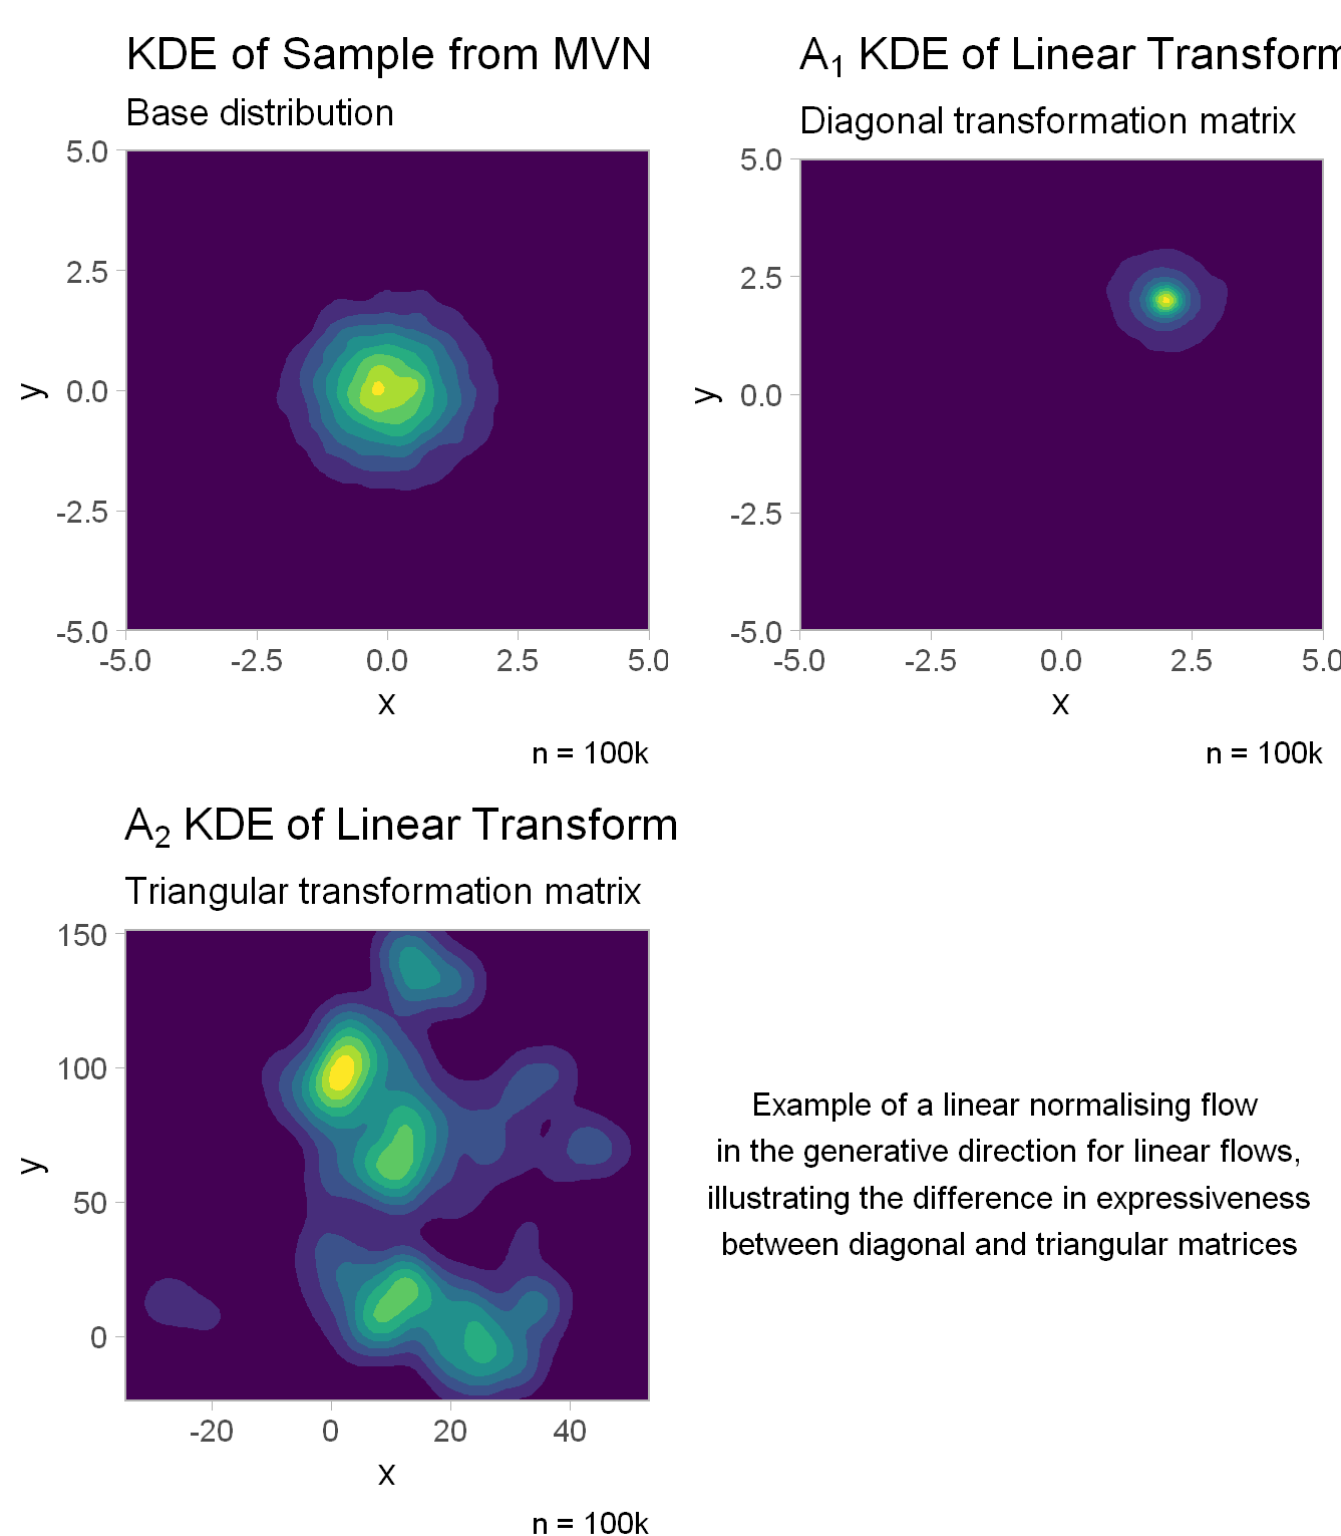 KDE of Sample from MVN
Base distribution
5.0
2.5
0.0
-2.5
-5.0
y
-5.0 -2.5 0.0 2.5 5.0
x
n = 100k
A₁ KDE of Linear Transform
Diagonal transformation matrix
5.0
2.5
0.0
-2.5
-5.0
y
-5.0 -2.5 0.0 2.5 5.0
x
n = 100k
A₂ KDE of Linear Transform
Triangular transformation matrix
150
100
50
0
y
-20 0 20 40
x
n = 100k
Example of a linear normalising flow
in the generative direction for linear flows,
illustrating the difference in expressiveness
between diagonal and triangular matrices